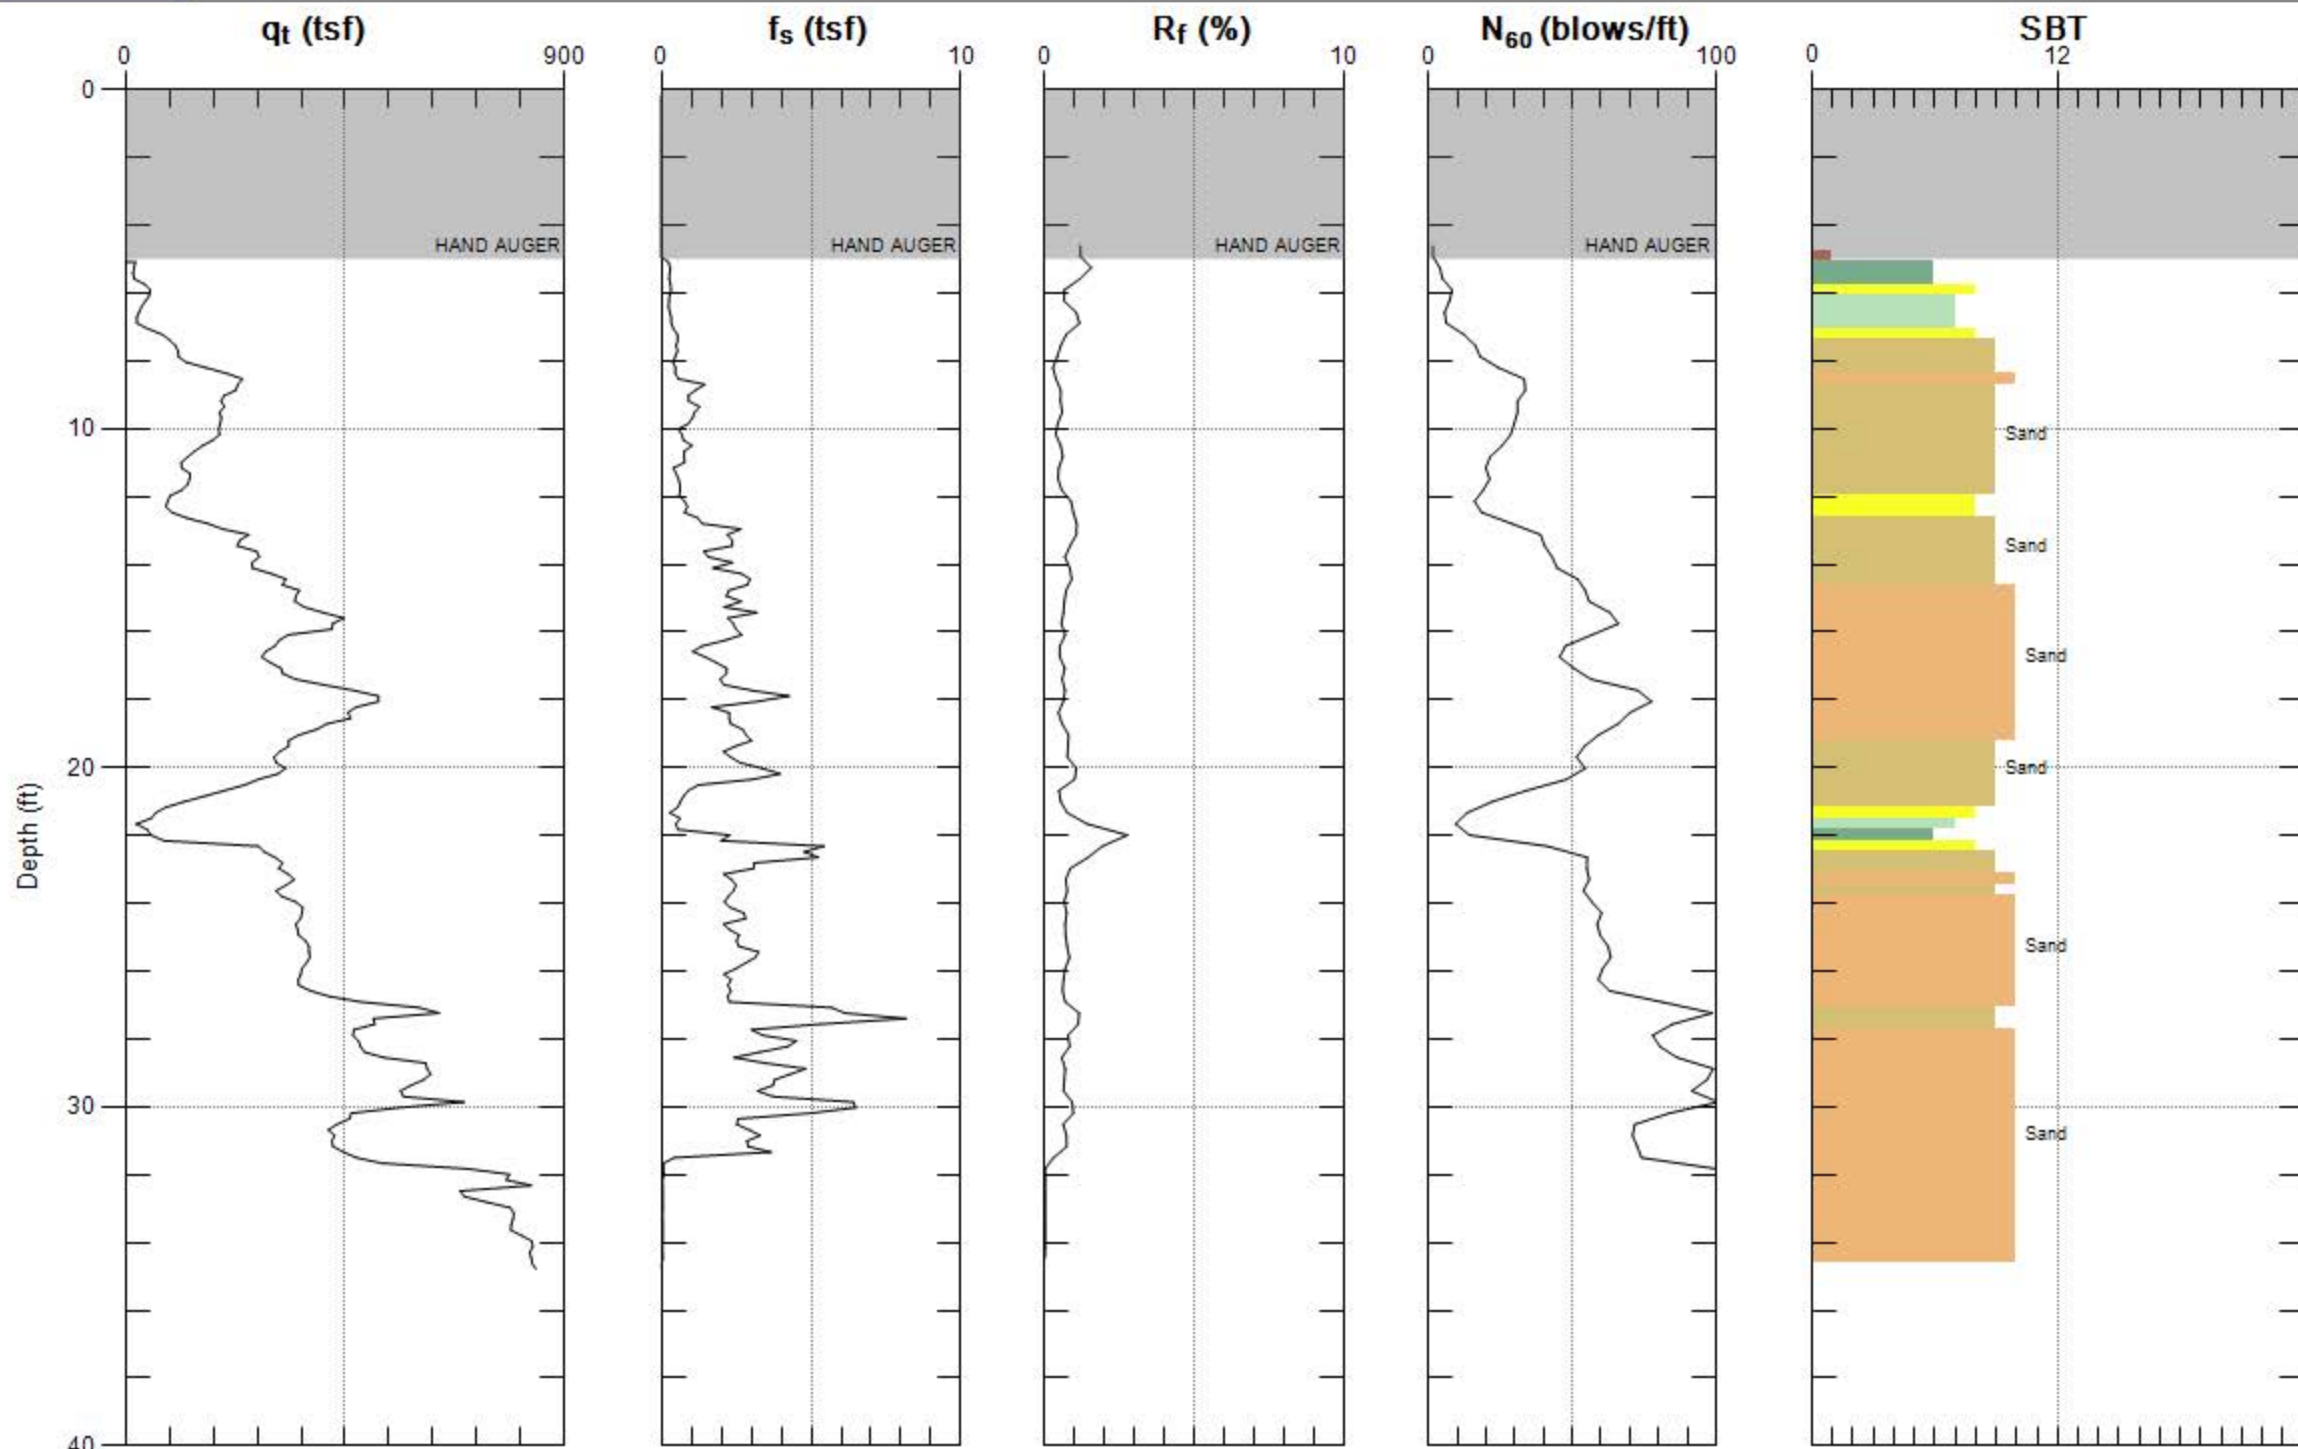 qt (tsf) fs (tsf) Rf (%) N60 (blows/ft) SBT
0 900 0 10 0 10 0 100 0 12
0
HAND AUGER HAND AUGER HAND AUGER HAND AUGER
10
Sand
Sand
Sand
20
Sand
Depth (ft)
Sand
30
Sand
40